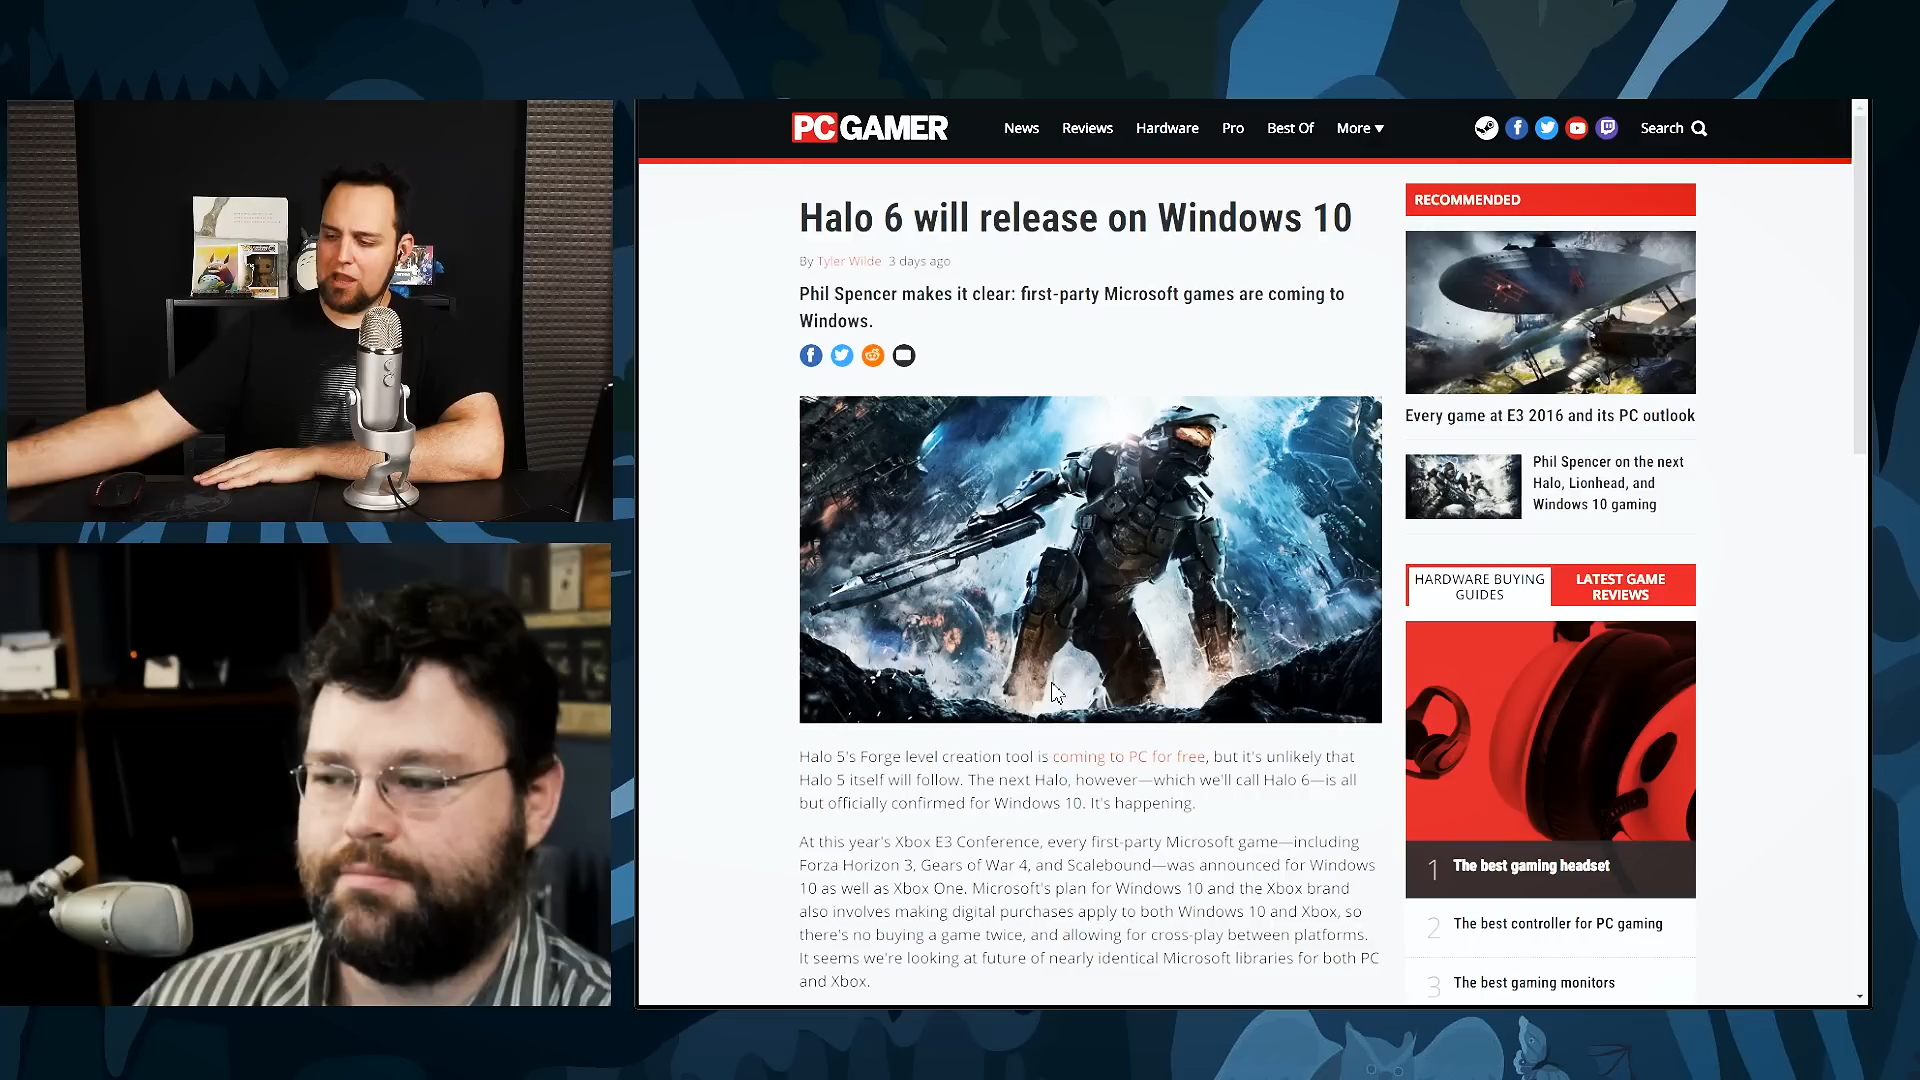 PC GAMER
News Reviews Hardware Pro Best Of More
Search
Halo 6 will release on Windows 10
By Tyler Wilde 3 days ago
Phil Spencer makes it clear: first-party Microsoft games are coming to
Windows.
Halo 5's Forge level creation tool is coming to PC for free, but it's unlikely that
Halo 5 itself will follow. The next Halo, however—which we'll call Halo 6—is all
but officially confirmed for Windows 10. It's happening.
At this year's Xbox E3 Conference, every first-party Microsoft game—including
Forza Horizon 3, Gears of War 4, and Scalebound—was announced for Windows
10 as well as Xbox One. Microsoft's plan for Windows 10 and the Xbox brand
also involves making digital purchases apply to both Windows 10 and Xbox, so
there's no buying a game twice, and allowing for cross-play between platforms.
It seems we're looking at future of nearly identical Microsoft libraries for both PC
and Xbox.
RECOMMENDED
Every game at E3 2016 and its PC outlook
Phil Spencer on the next
Halo, Lionhead, and
Windows 10 gaming
HARDWARE BUYING
GUIDES
LATEST GAME
REVIEWS
1 The best gaming headset
2 The best controller for PC gaming
3 The best gaming monitors